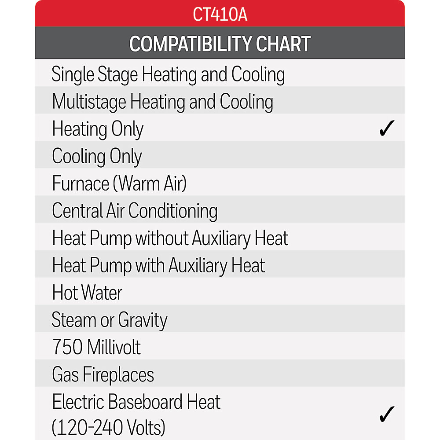 CT410A
COMPATIBILITY CHART
Single Stage Heating and Cooling
Multistage Heating and Cooling
Heating Only ✓
Cooling Only
Furnace (Warm Air)
Central Air Conditioning
Heat Pump without Auxiliary Heat
Heat Pump with Auxiliary Heat
Hot Water
Steam or Gravity
750 Millivolt
Gas Fireplaces
Electric Baseboard Heat
(120-240 Volts) ✓